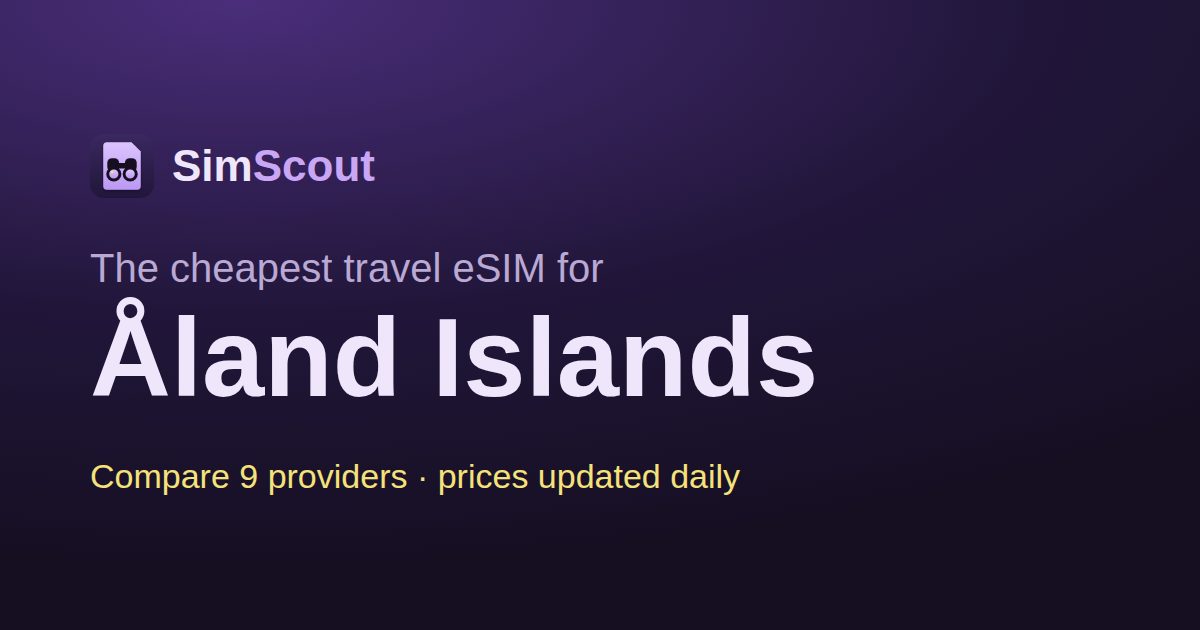 SimScout
The cheapest travel eSIM for
Åland Islands
Compare 9 providers · prices updated daily